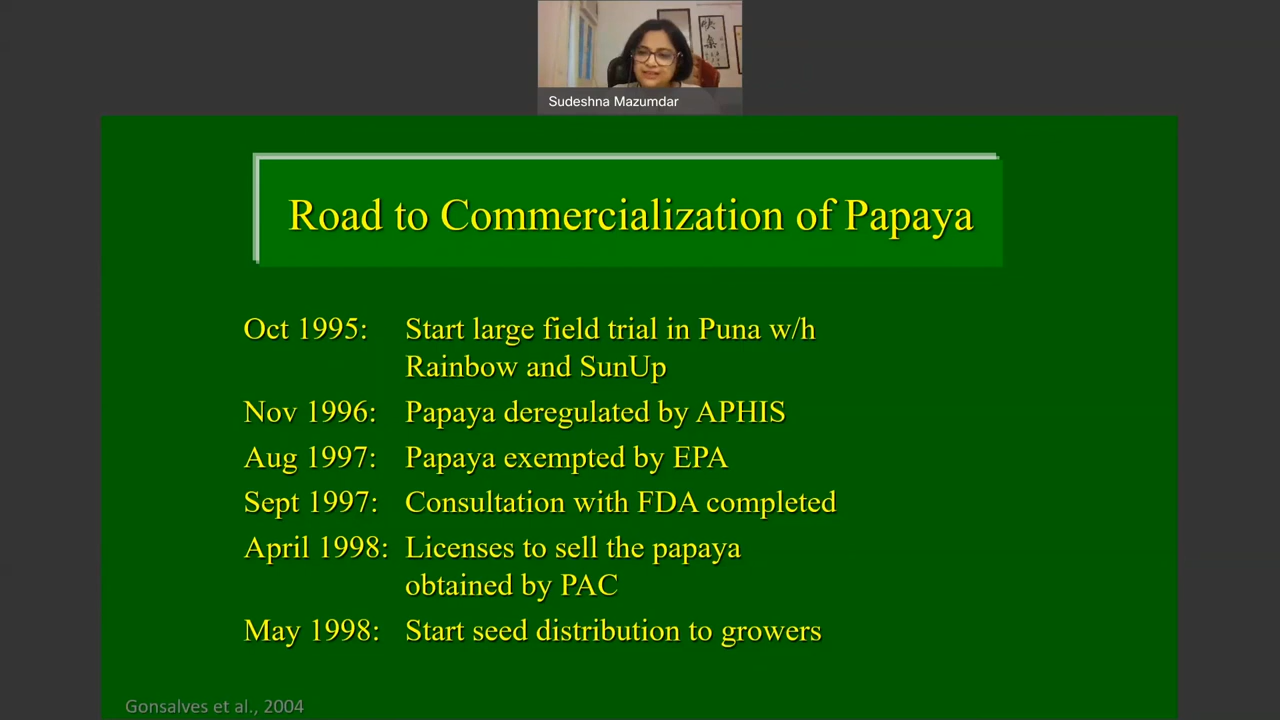 Sudeshna Mazumdar
Road to Commercialization of Papaya
Oct 1995: Start large field trial in Puna w/h
Rainbow and SunUp
Nov 1996: Papaya deregulated by APHIS
Aug 1997: Papaya exempted by EPA
Sept 1997: Consultation with FDA completed
April 1998: Licenses to sell the papaya
obtained by PAC
May 1998: Start seed distribution to growers
Gonsalves et al., 2004